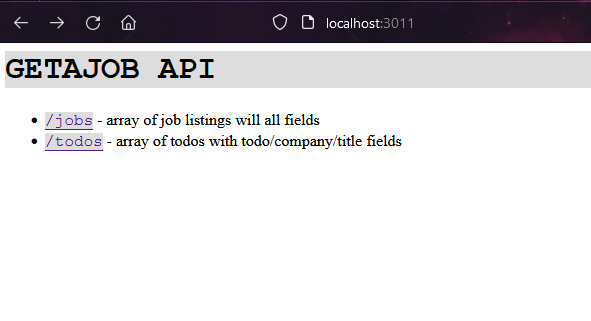 localhost:3011
GETAJOB API
/jobs - array of job listings will all fields
/todos - array of todos with todo/company/title fields